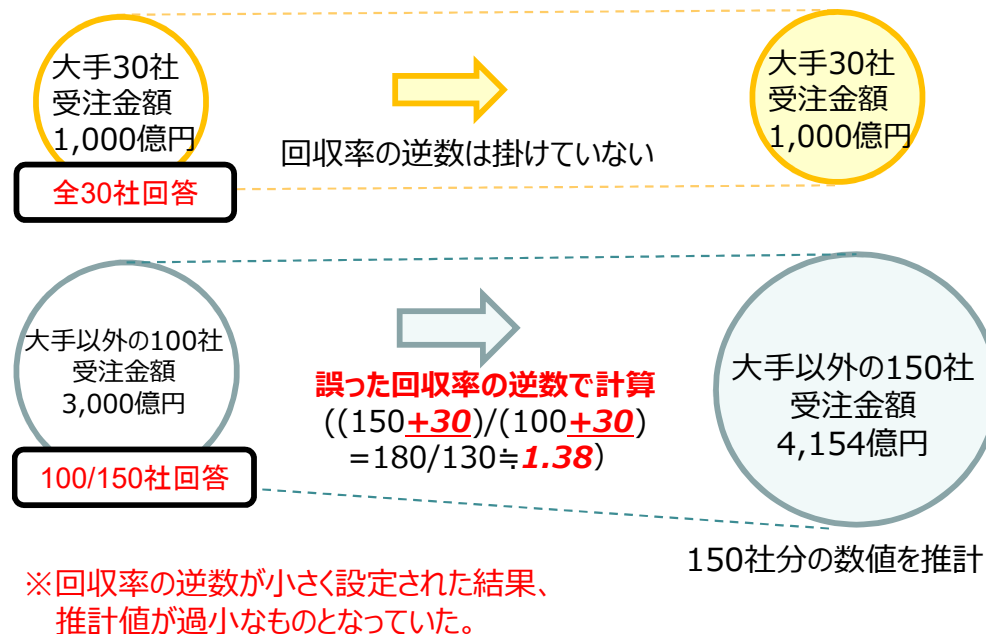 大手30社
受注金額
1,000億円
全30社回答
回収率の逆数は掛けていない
大手30社
受注金額
1,000億円
大手以外の100社
受注金額
3,000億円
100/150社回答
誤った回収率の逆数で計算
((150+30)/(100+30)
=180/130≒1.38）
大手以外の150社
受注金額
4,154億円
150社分の数値を推計
※回収率の逆数が小さく設定された結果、
推計値が過小なものとなっていた。